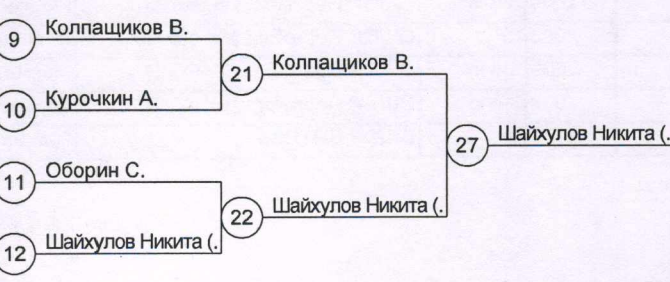 9 Колпащиков В.
21 Колпащиков В.
10 Курочкин А.
27 Шайхулов Никита (.
11 Оборин С.
22 Шайхулов Никита (.
12 Шайхулов Никита (.